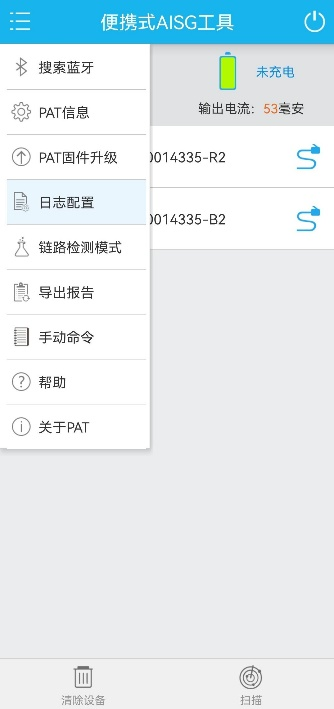 便携式AISG工具
搜索蓝牙
未充电
PAT信息
输出电流: 53毫安
PAT固件升级
0014335-R2
日志配置
0014335-B2
链路检测模式
导出报告
手动命令
帮助
关于PAT
清除设备
扫描